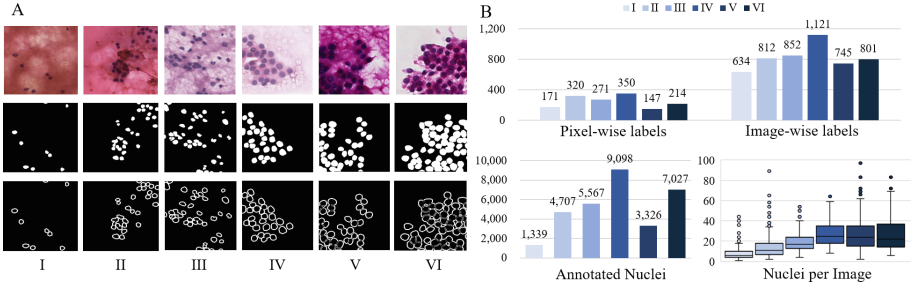 A
I II III IV V VI
B
I II III IV V VI
1,200
800
400
0
171 320 271 350 147 214
634 812 852 1,121 745 801
Pixel-wise labels Image-wise labels
10,000
8,000
6,000
4,000
2,000
0
1,339 4,707 5,567 9,098 3,326 7,027
Annotated Nuclei
100
80
60
40
20
0
Nuclei per Image